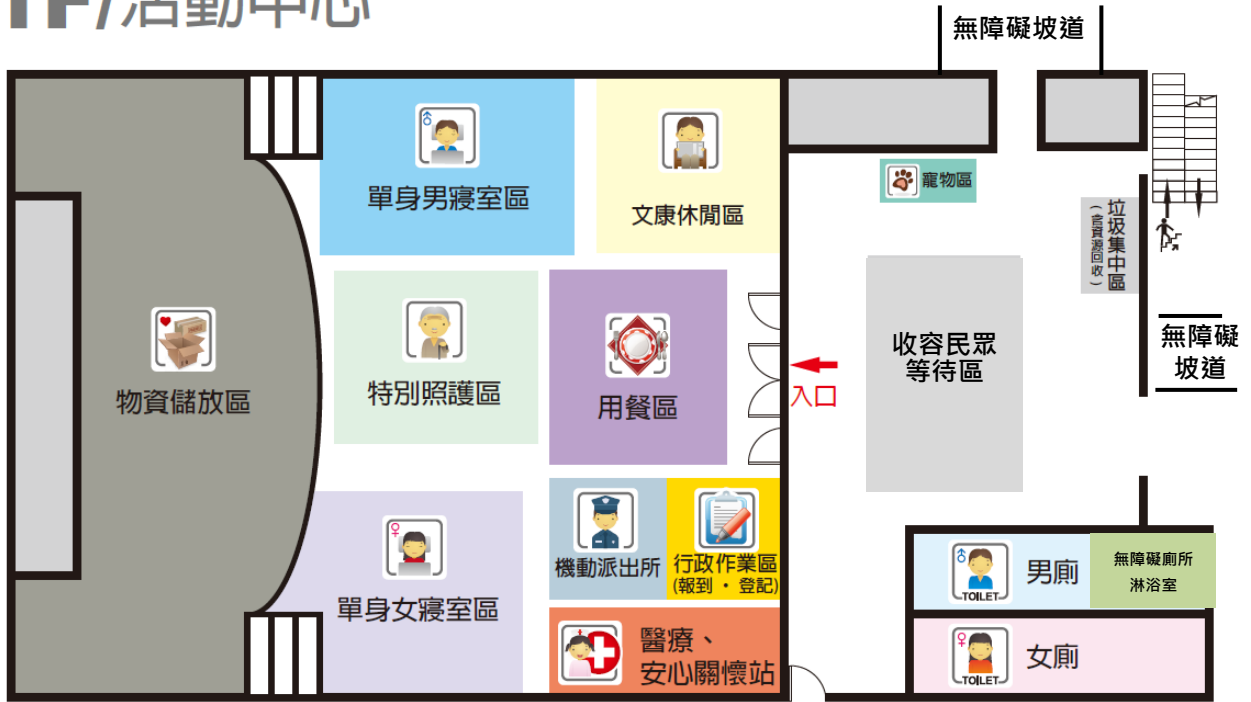 1F/活動中心
無障礙坡道
單身男寢室區
文康休閒區
寵物區
垃圾集中區
(含資源回收)
物資儲放區
特別照護區
用餐區
入口
收容民眾
等待區
無障礙
坡道
單身女寢室區
機動派出所
行政作業區
(報到・登記)
醫療、
安心關懷站
TOILET
男廁
無障礙廁所
淋浴室
TOILET
女廁